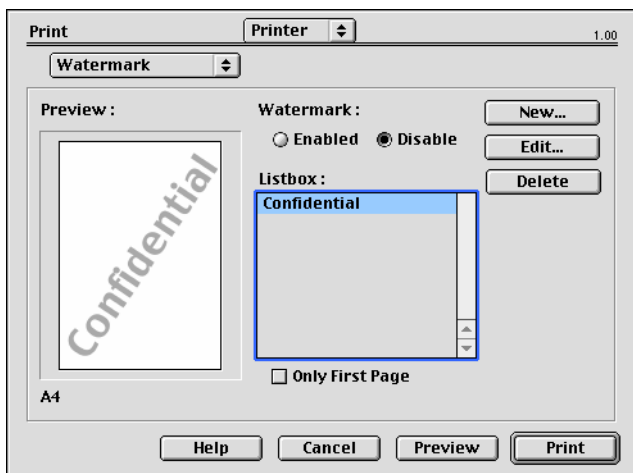 Print Printer 1.00
Watermark
Preview :
Confidential
A4
Watermark :
Enabled Disable
Listbox :
Confidential
Only First Page
New...
Edit...
Delete
Help Cancel Preview Print